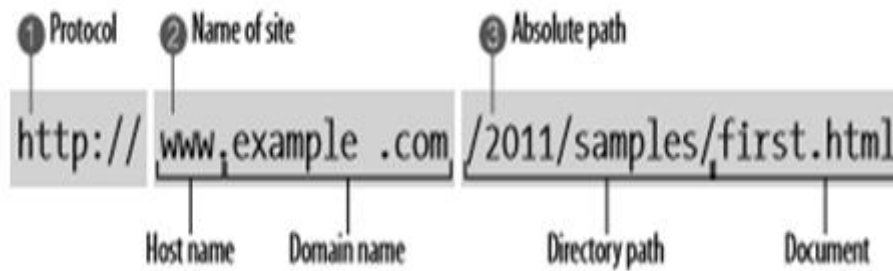 1 Protocol 2 Name of site 3 Absolute path
http:// www.example .com /2011/samples/first.html
Host name Domain name Directory path Document